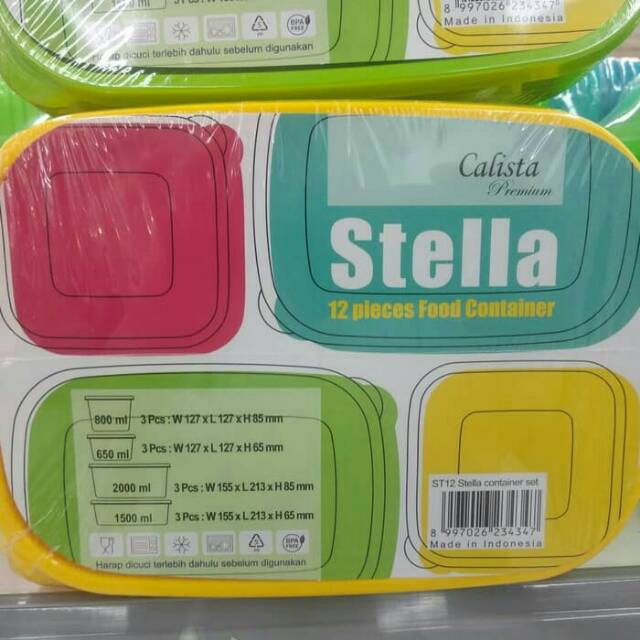 BPA
FREE
Harap dicuci terlebih dahulu sebelum digunakan
8 997026 234347
Made in Indonesia
Calista
Premium
Stella
12 pieces Food Container
800 ml 3 Pcs : W 127 x L 127 x H 85 mm
650 ml 3 Pcs : W 127 x L 127 x H 65 mm
2000 ml 3 Pcs : W 155 x L 213 x H 85 mm
1500 ml 3 Pcs : W 155 x L 213 x H 65 mm
BPA
FREE
Harap dicuci terlebih dahulu sebelum digunakan
ST12 Stella container set
8 997026 234347
Made in Indonesia